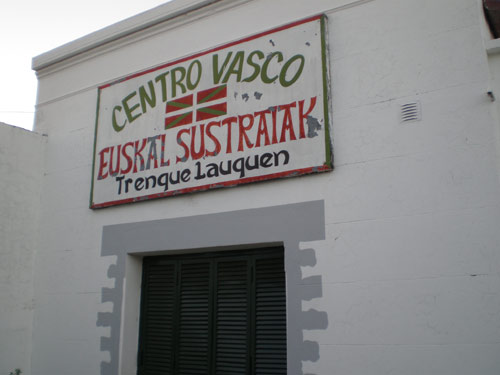 CENTRO VASCO
EUSKAL SUSTRAIAK
Trenque Lauquen